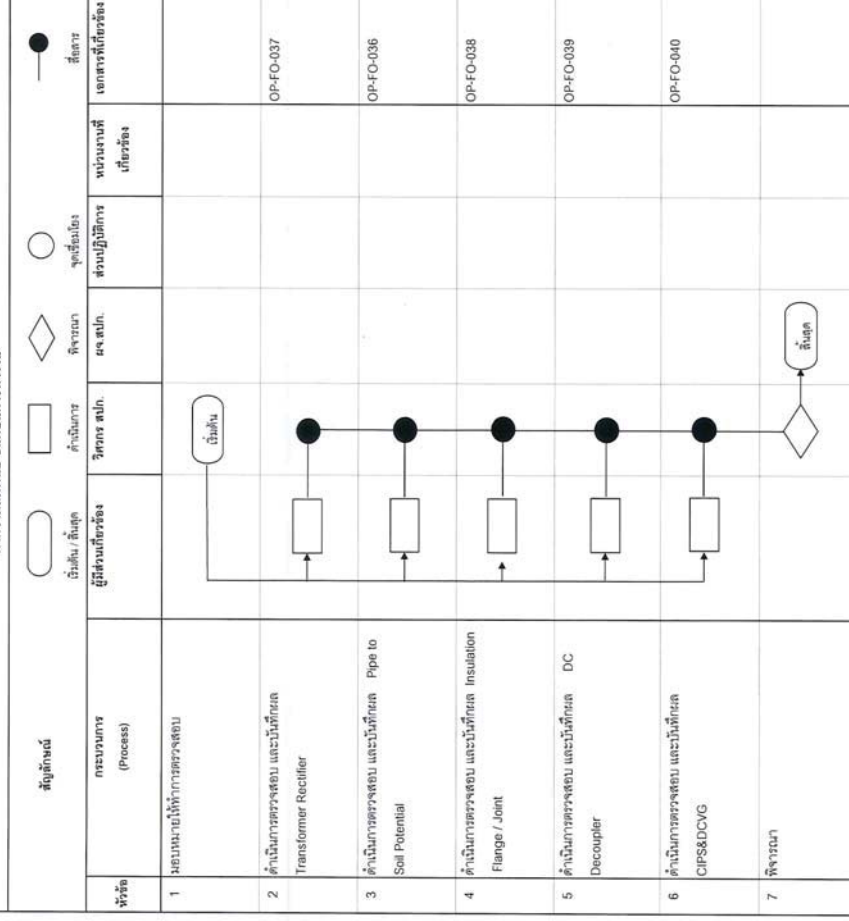 สัญลักษณ์
เริ่มต้น / สิ้นสุด
ดำเนินการ
พิจารณา
จุดเชื่อมโยง
สื่อสาร
หัวข้อ
กระบวนการ
(Process)
ผู้มีส่วนเกี่ยวข้อง
วิศวกร สปก.
ผจ.สปก.
ส่วนปฏิบัติการ
หน่วยงานที่
เกี่ยวข้อง
เอกสารที่เกี่ยวข้อง
1 มอบหมายให้ทำการตรวจสอบ
เริ่มต้น
2 ดำเนินการตรวจสอบ และบันทึกผล
Transformer Rectifier
OP-FO-037
3 ดำเนินการตรวจสอบ และบันทึกผล Pipe to
Soil Potential
OP-FO-036
4 ดำเนินการตรวจสอบ และบันทึกผล Insulation
Flange / Joint
OP-FO-038
5 ดำเนินการตรวจสอบ และบันทึกผล DC
Decoupler
OP-FO-039
6 ดำเนินการตรวจสอบ และบันทึกผล
CIPS&DCVG
OP-FO-040
7 พิจารณา
สิ้นสุด